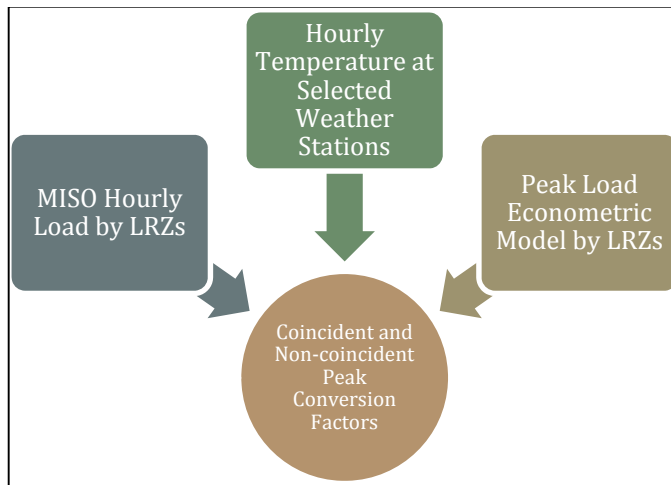 Hourly
Temperature at
Selected
Weather
Stations
MISO Hourly
Load by LRZs
Peak Load
Econometric
Model by LRZs
Coincident and
Non-coincident
Peak
Conversion
Factors